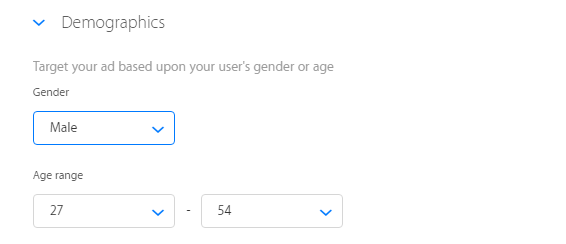 Demographics
Target your ad based upon your user's gender or age
Gender
Male
Age range
27 - 54